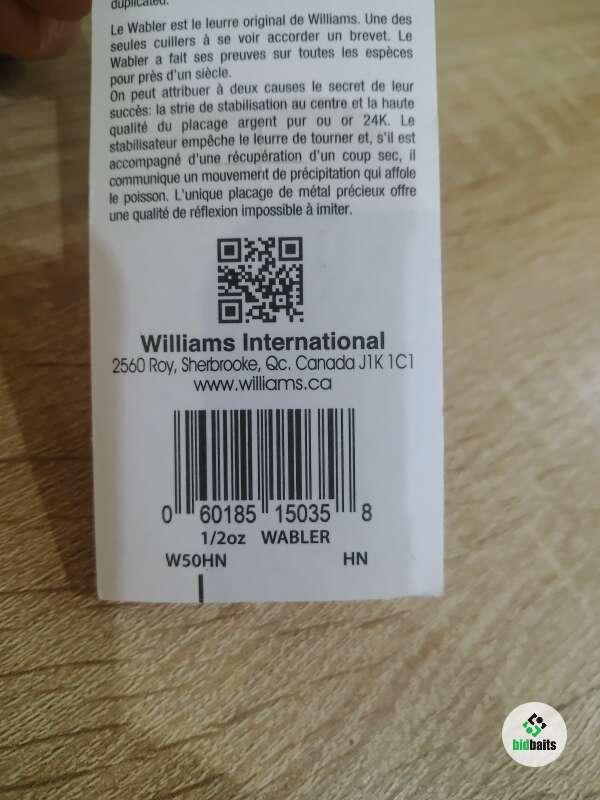 duplicated.
Le Wabler est le leurre original de Williams. Une des
seules cuillers à se voir accorder un brevet. Le
Wabler a fait ses preuves sur toutes les espèces
pour près d'un siècle.
On peut attribuer à deux causes le secret de leur
succès: la strie de stabilisation au centre et la haute
qualité du placage argent pur ou or 24K. Le
stabilisateur empêche le leurre de tourner et, s'il est
accompagné d'une récupération d'un coup sec, il
communique un mouvement de précipitation qui affole
le poisson. L'unique placage de métal précieux offre
une qualité de réflexion impossible à imiter.
Williams International
2560 Roy, Sherbrooke, Qc. Canada J1K 1C1
www.williams.ca
0 60185 15035 8
1/2oz WABLER
W50HN HN
bidbaits